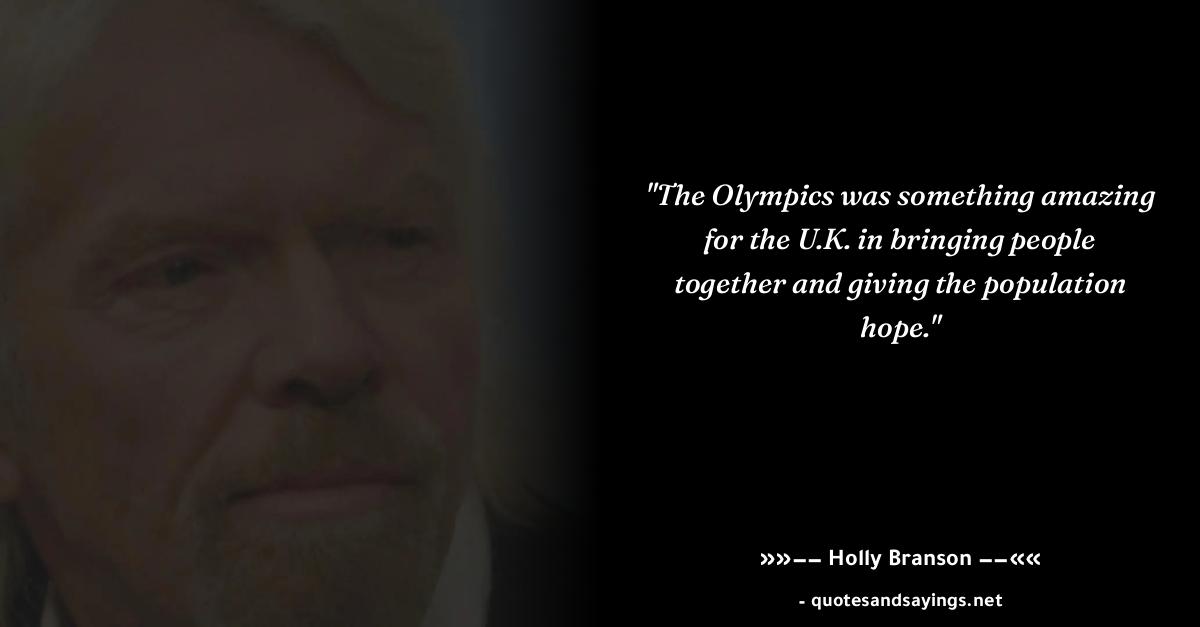 "The Olympics was something amazing
for the U.K. in bringing people
together and giving the population
hope."
»»−− Holly Branson −−««
- quotesandsayings.net